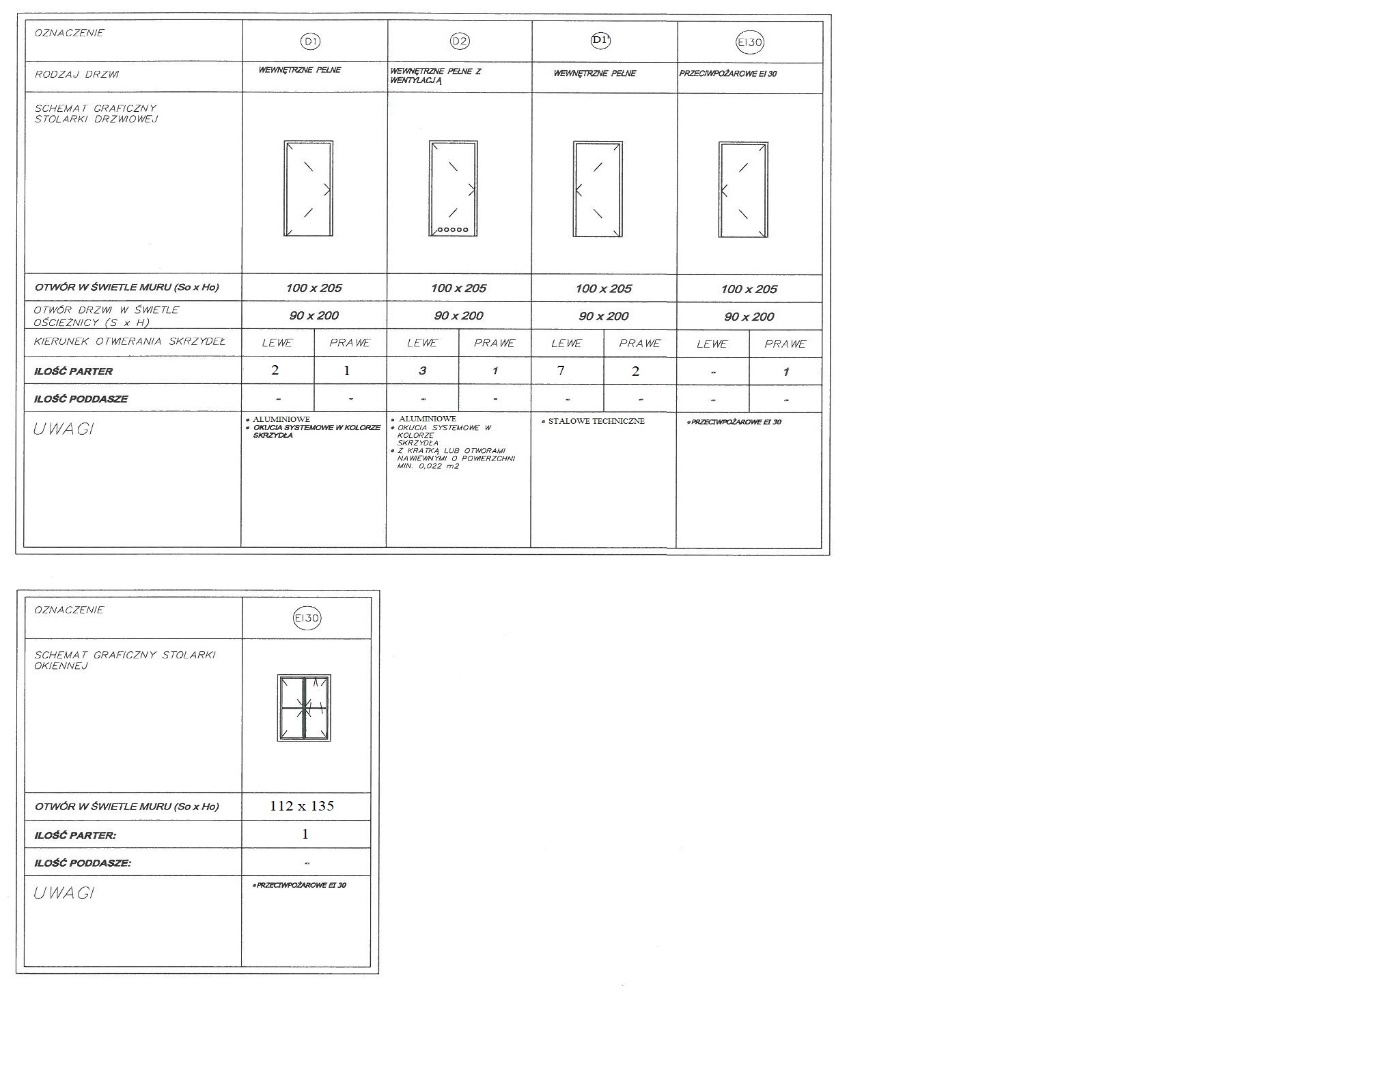 OZNACZENIE D1 D2 D1' EI30
RODZAJ DRZWI WEWNĘTRZNE PEŁNE WEWNĘTRZNE PEŁNE Z WENTYLACJĄ WEWNĘTRZNE PEŁNE PRZECIWPOŻAROWE EI 30
SCHEMAT GRAFICZNY
STOLARKI DRZWIOWEJ
OTWÓR W ŚWIETLE MURU (So x Ho) 100 x 205 100 x 205 100 x 205 100 x 205
OTWÓR DRZWI W ŚWIETLE
OŚCIEŻNICY (S x H) 90 x 200 90 x 200 90 x 200 90 x 200
KIERUNEK OTWIERANIA SKRZYDEŁ LEWE PRAWE LEWE PRAWE LEWE PRAWE LEWE PRAWE
ILOŚĆ PARTER 2 1 3 1 7 2 - 1
ILOŚĆ PODDASZE - - - - - - - -
UWAGI
• ALUMINIOWE
• OKUCIA SYSTEMOWE W KOLORZE
SKRZYDŁA
• ALUMINIOWE
• OKUCIA SYSTEMOWE W
KOLORZE
SKRZYDŁA
• Z KRATKĄ LUB OTWORAMI
NAWIEWNYMI O POWIERZCHNI
MIN. 0,022 m2
• STALOWE TECHNICZNE
• PRZECIWPOŻAROWE EI 30
OZNACZENIE EI30
SCHEMAT GRAFICZNY STOLARKI
OKIENNEJ
OTWÓR W ŚWIETLE MURU (So x Ho) 112 x 135
ILOŚĆ PARTER: 1
ILOŚĆ PODDASZE: -
UWAGI • PRZECIWPOŻAROWE EI 30